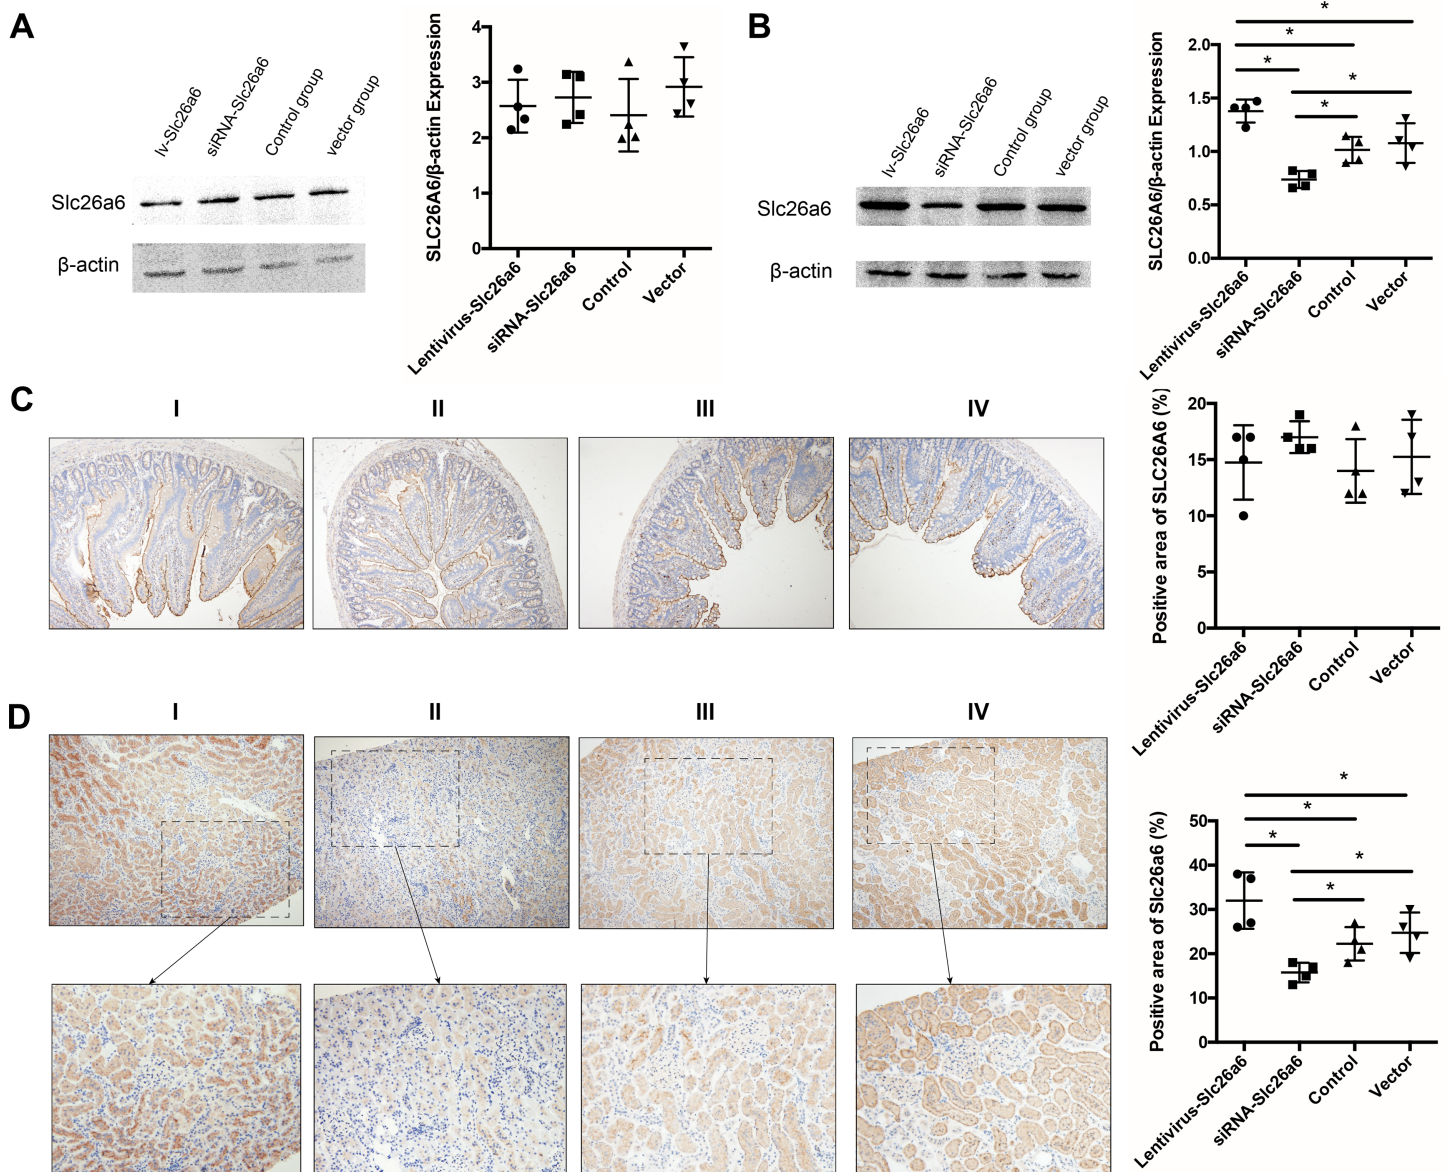 A
lv-Slc26a6
siRNA-Slc26a6
Control group
vector group
Slc26a6
β-actin
SLC26A6/β-actin Expression
4
3
2
1
0
Lentivirus-Slc26a6
siRNA-Slc26a6
Control
Vector
B
lv-Slc26a6
siRNA-Slc26a6
Control group
vector group
Slc26a6
β-actin
SLC26A6/β-actin Expression
2.0
1.5
1.0
0.5
0.0
*
*
*
*
*
Lentivirus-Slc26a6
siRNA-Slc26a6
Control
Vector
C
I
II
III
IV
Positive area of SLC26A6 (%)
20
15
10
5
0
Lentivirus-Slc26a6
siRNA-Slc26a6
Control
Vector
D
I
II
III
IV
Positive area of Slc26a6 (%)
50
40
30
20
10
0
*
*
*
*
*
Lentivirus-Slc26a6
siRNA-Slc26a6
Control
Vector